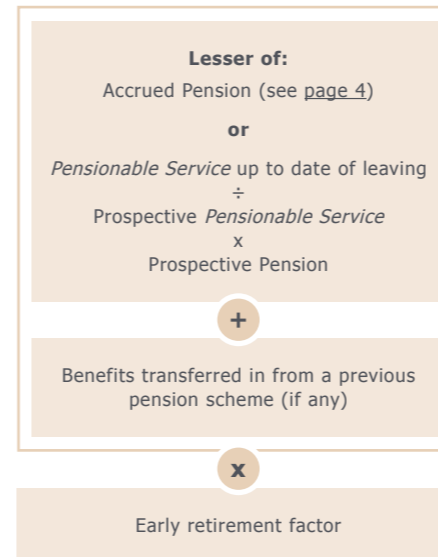 Lesser of:
Accrued Pension (see page 4)
or
Pensionable Service up to date of leaving
÷
Prospective Pensionable Service
x
Prospective Pension
+
Benefits transferred in from a previous
pension scheme (if any)
x
Early retirement factor